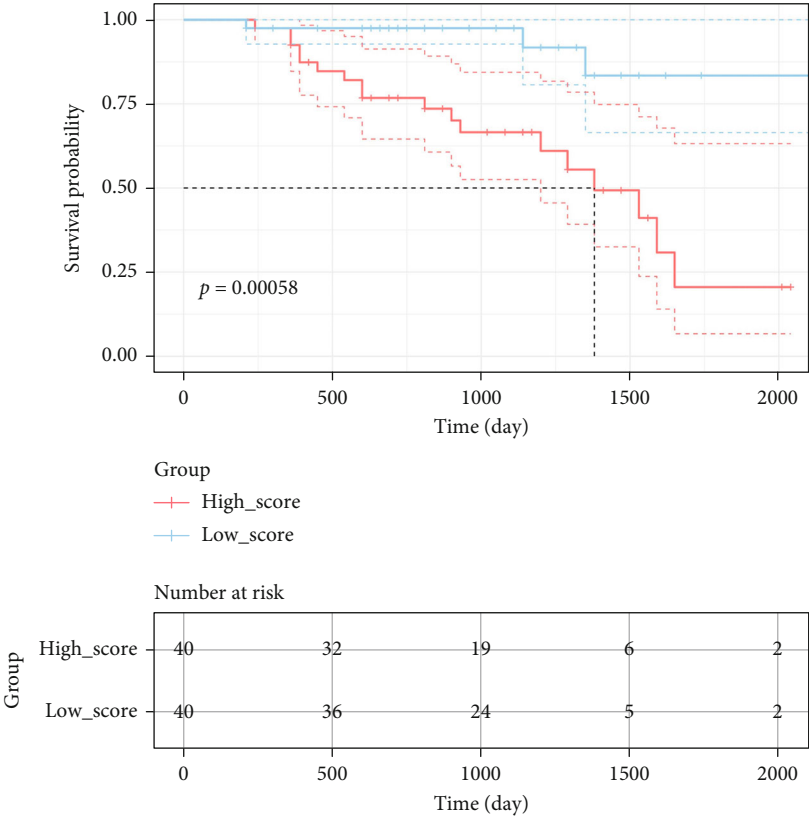 1.00
0.75
0.50
0.25
0.00
Survival probability
p = 0.00058
0 500 1000 1500 2000
Time (day)
Group
High_score
Low_score
Number at risk
Group
High_score 40 32 19 6 2
Low_score 40 36 24 5 2
0 500 1000 1500 2000
Time (day)